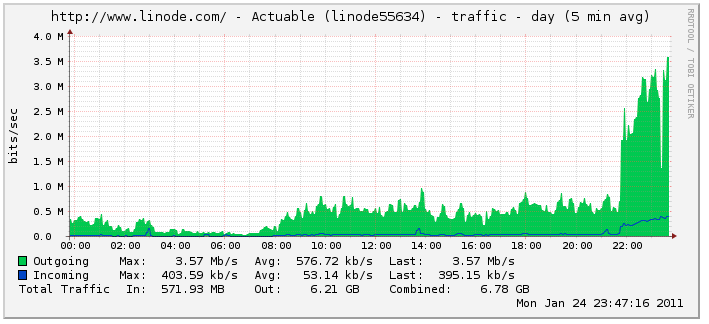 http://www.linode.com/ - Actuable (linode55634) - traffic - day (5 min avg)
RRDTOOL / TOBI OETIKER
bits/sec
4.0 M
3.5 M
3.0 M
2.5 M
2.0 M
1.5 M
1.0 M
0.5 M
0.0
00:00 02:00 04:00 06:00 08:00 10:00 12:00 14:00 16:00 18:00 20:00 22:00
Outgoing Max: 3.57 Mb/s Avg: 576.72 kb/s Last: 3.57 Mb/s
Incoming Max: 403.59 kb/s Avg: 53.14 kb/s Last: 395.15 kb/s
Total Traffic In: 571.93 MB Out: 6.21 GB Combined: 6.78 GB
Mon Jan 24 23:47:16 2011